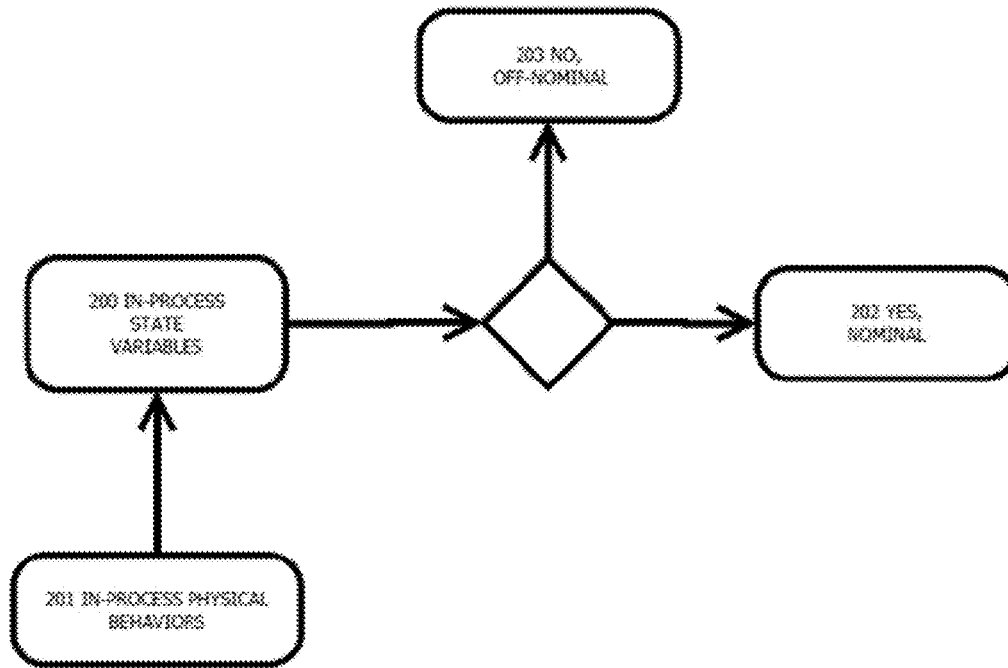 203 NO,
OFF-NOMINAL
200 IN-PROCESS
STATE
VARIABLES
202 YES,
NOMINAL
201 IN-PROCESS PHYSICAL
BEHAVIORS